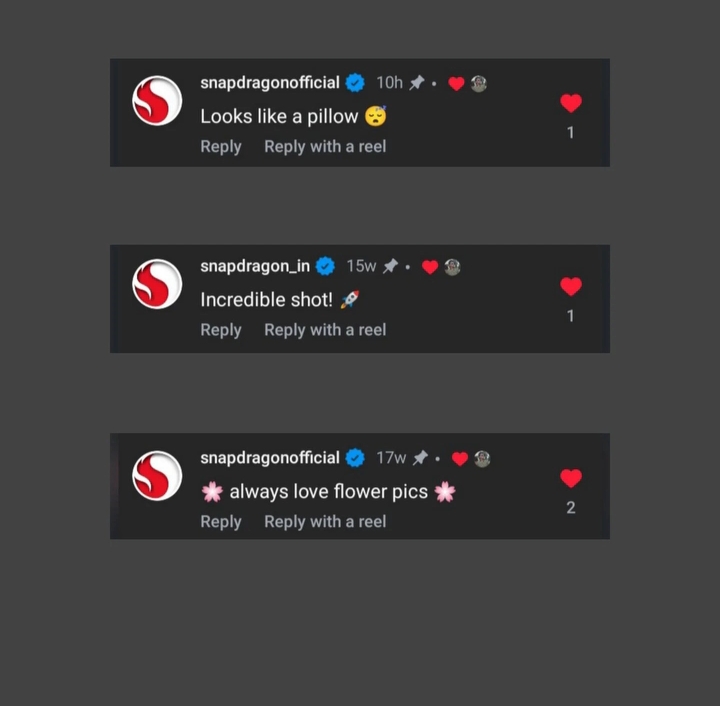 snapdragonofficial 10h
Looks like a pillow 😴
Reply Reply with a reel
1
snapdragon_in 15w
Incredible shot! 🚀
Reply Reply with a reel
1
snapdragonofficial 17w
🌸 always love flower pics 🌸
Reply Reply with a reel
2